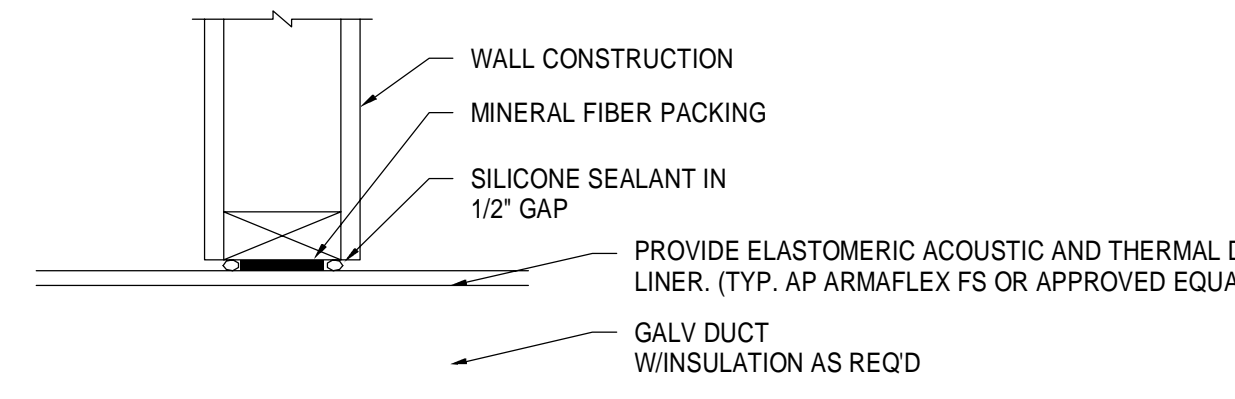 WALL CONSTRUCTION
MINERAL FIBER PACKING
SILICONE SEALANT IN
1/2" GAP
PROVIDE ELASTOMERIC ACOUSTIC AND THERMAL
LINER. (TYP. AP ARMAFLEX FS OR APPROVED
GALV DUCT
W/INSULATION AS REQ'D